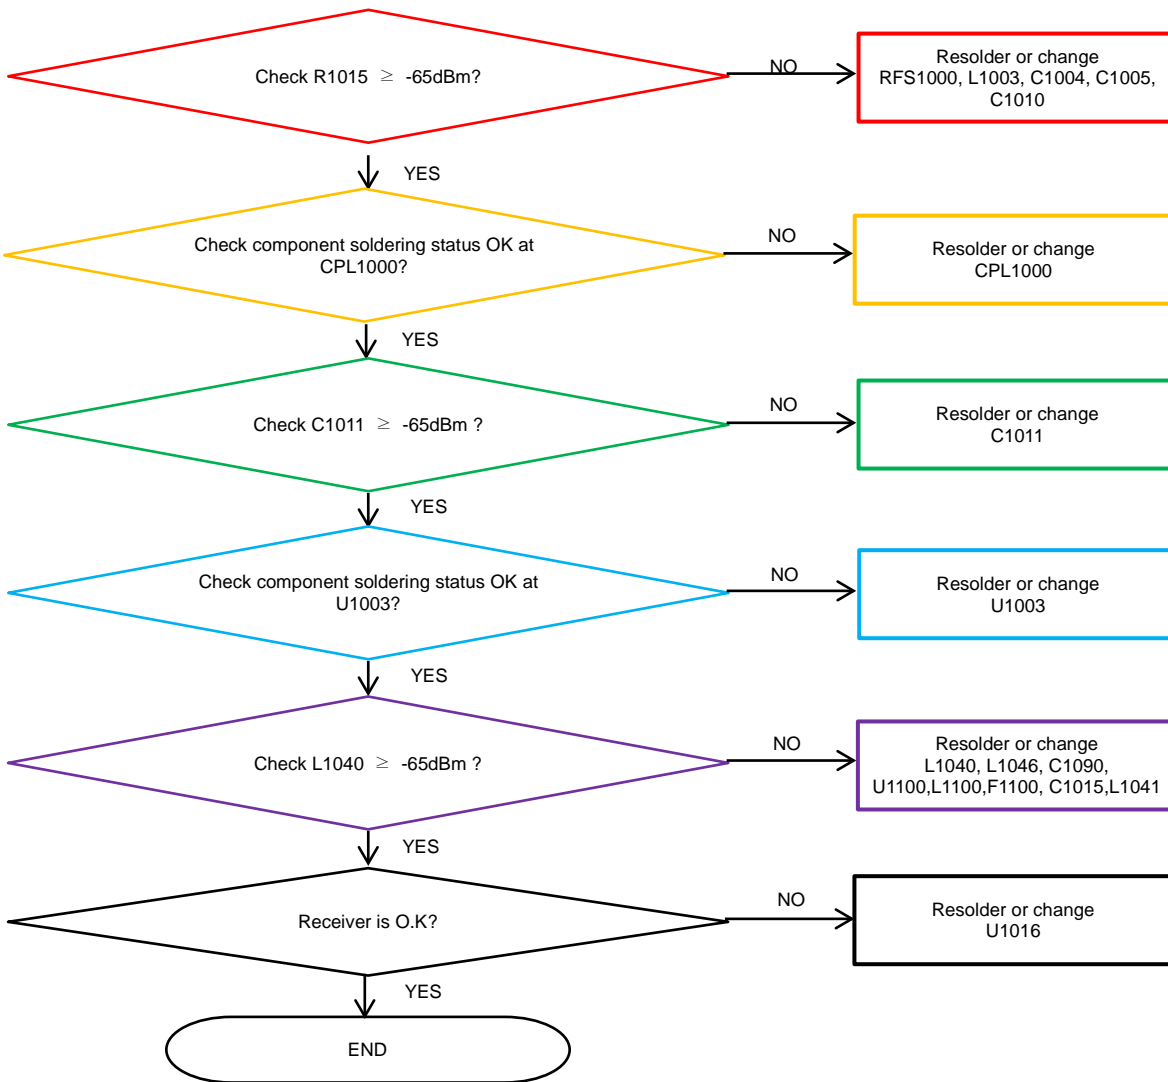 Check R1015 ≥ -65dBm?
NO
Resolder or change
RFS1000, L1003, C1004, C1005,
C1010
YES
Check component soldering status OK at
CPL1000?
NO
Resolder or change
CPL1000
YES
Check C1011 ≥ -65dBm ?
NO
Resolder or change
C1011
YES
Check component soldering status OK at
U1003?
NO
Resolder or change
U1003
YES
Check L1040 ≥ -65dBm ?
NO
Resolder or change
L1040, L1046, C1090,
U1100,L1100,F1100, C1015,L1041
YES
Receiver is O.K?
NO
Resolder or change
U1016
YES
END